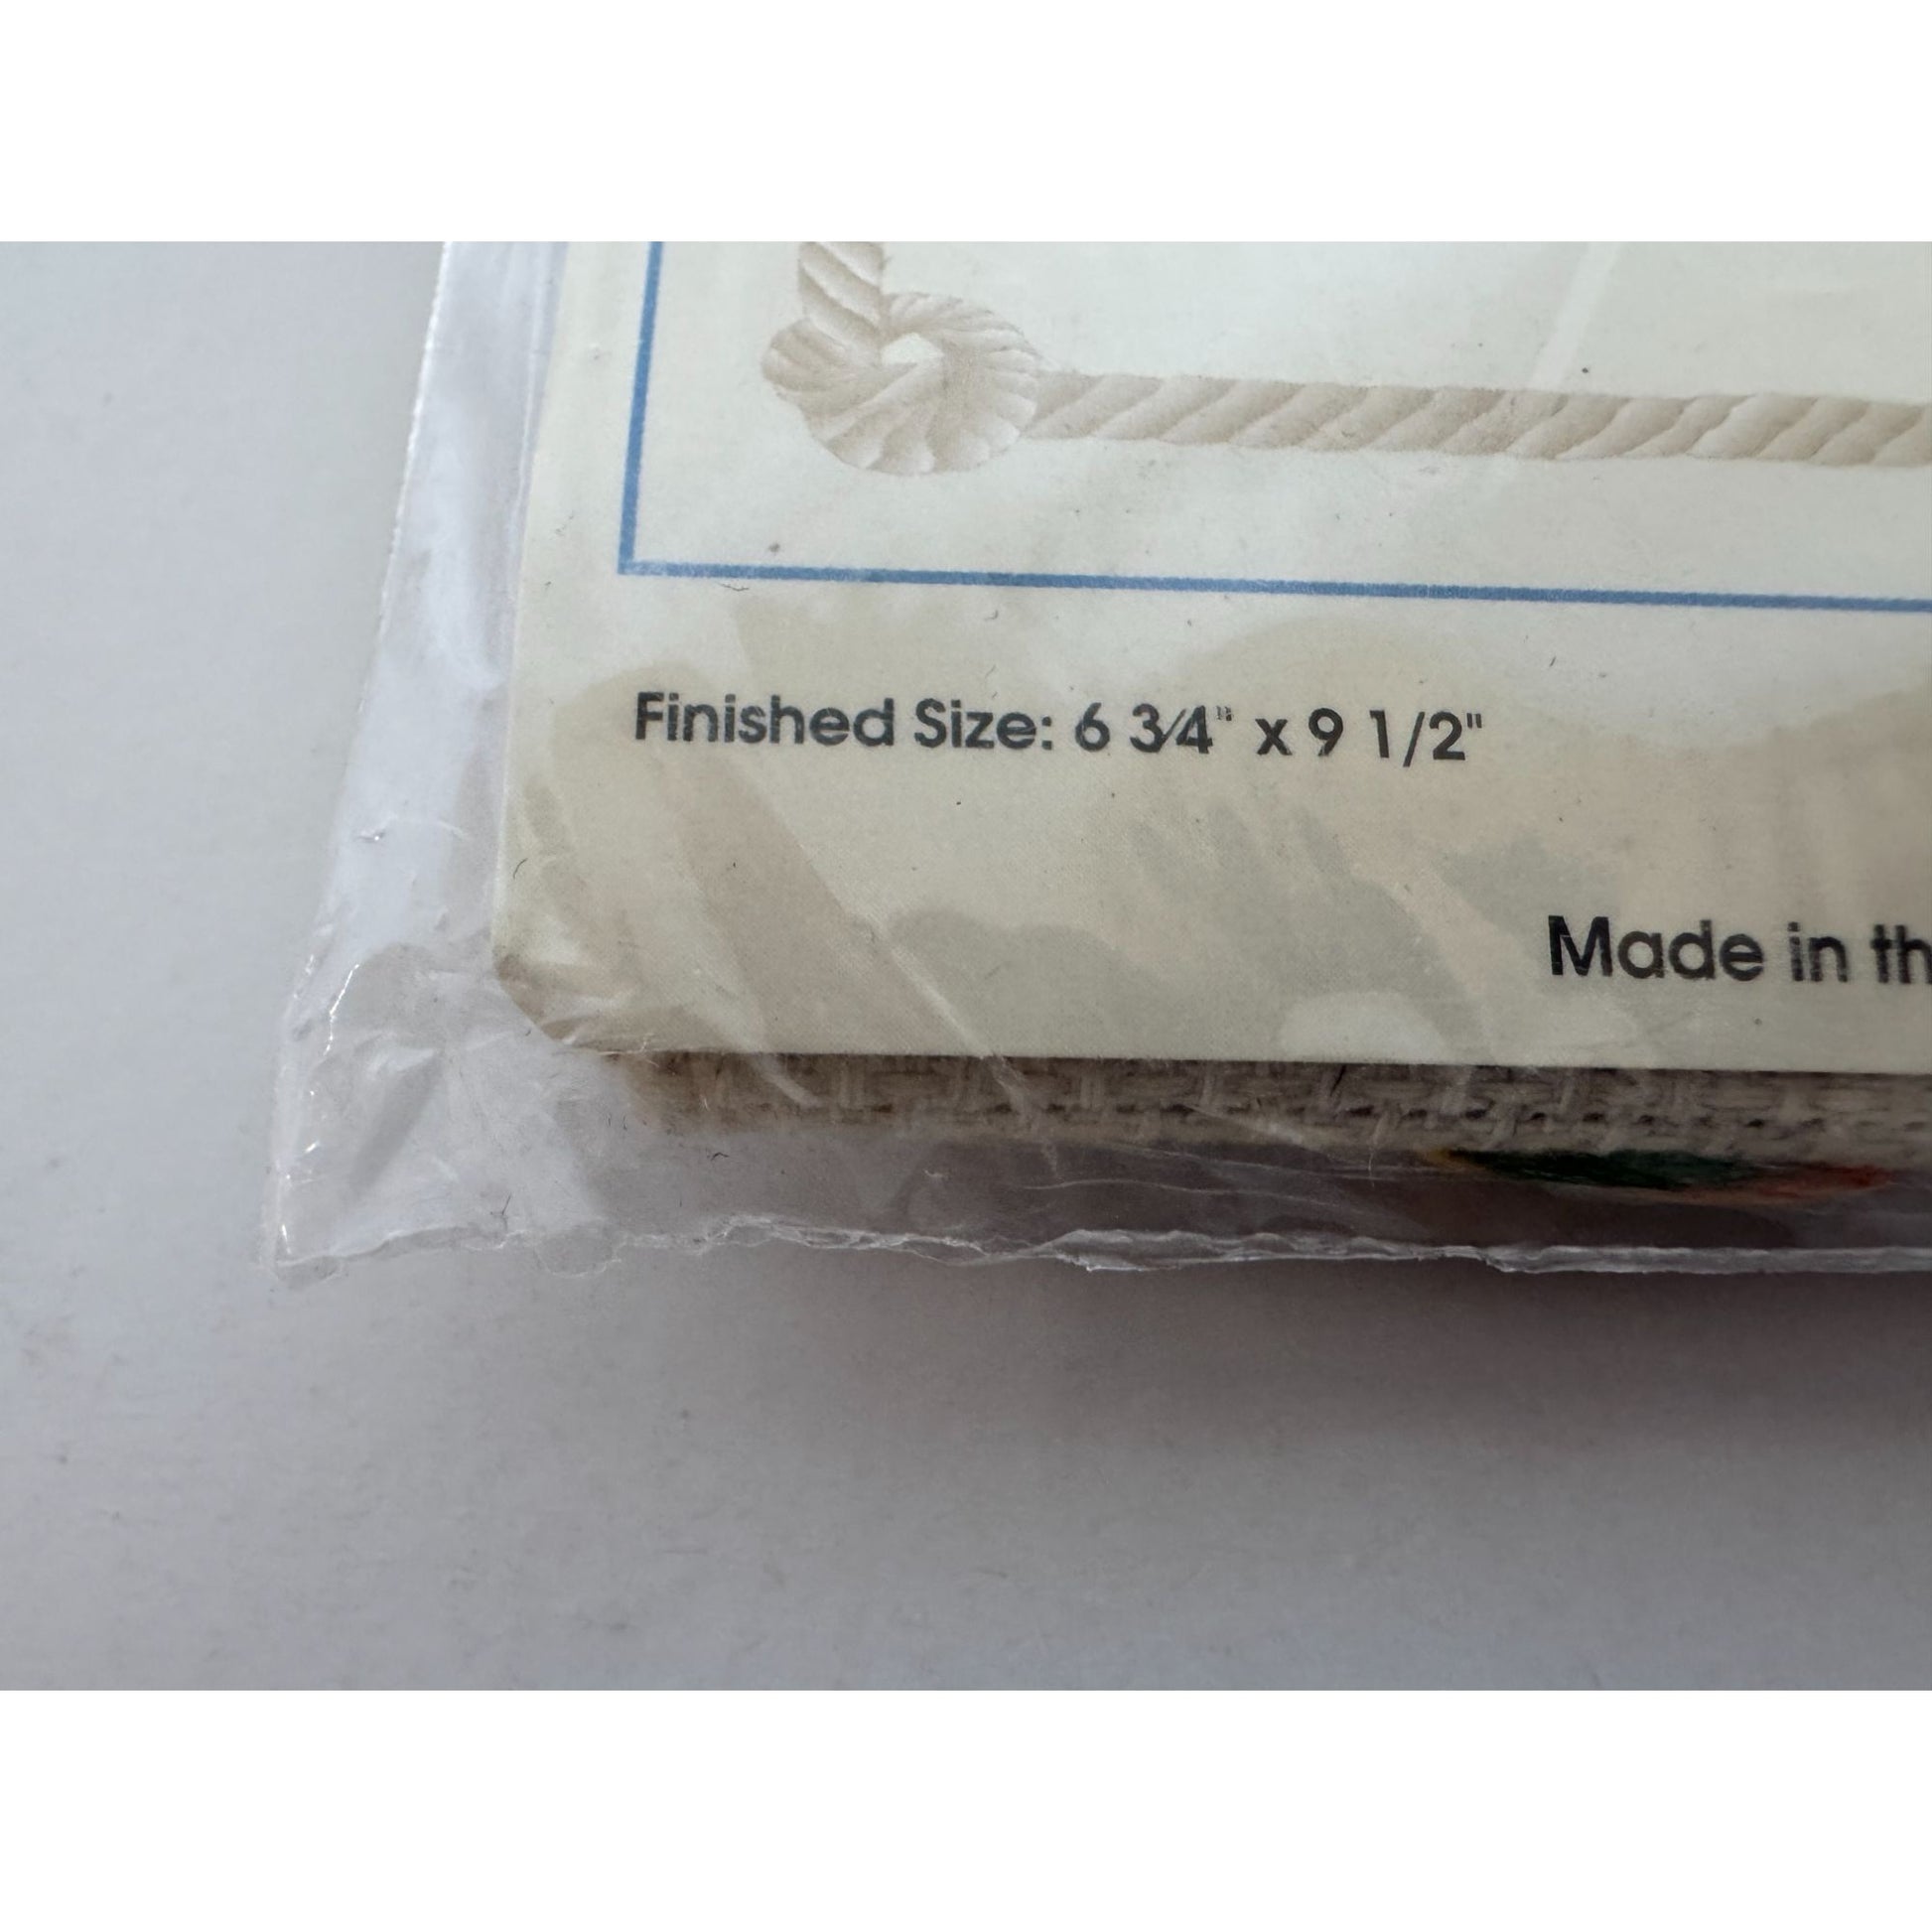 Finished Size: 6 3/4" x 9 1/2"
Made in th